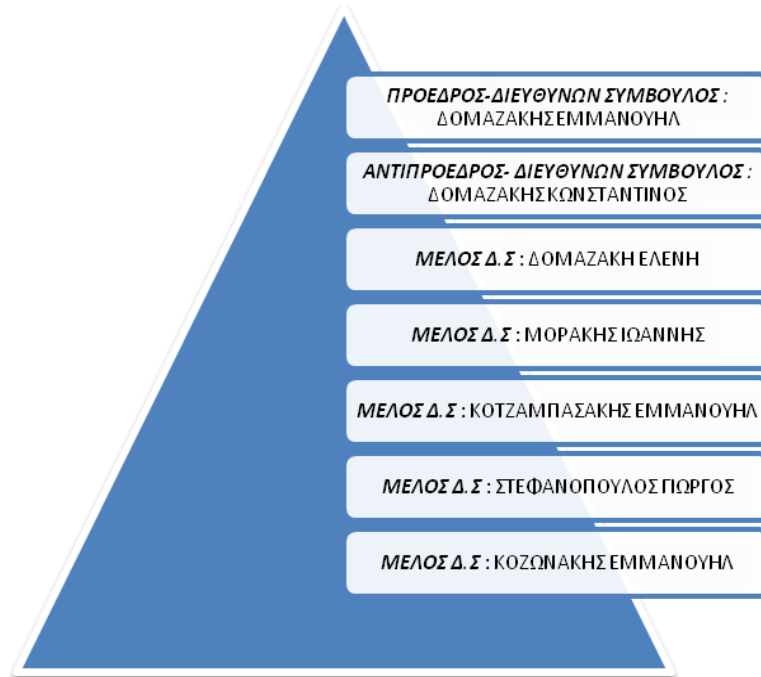 ΠΡΟΕΔΡΟΣ-ΔΙΕΥΘΥΝΩΝ ΣΥΜΒΟΥΛΟΣ :
ΔΟΜΑΖΑΚΗΣ ΕΜΜΑΝΟΥΗΛ
ΑΝΤΙΠΡΟΕΔΡΟΣ- ΔΙΕΥΘΥΝΩΝ ΣΥΜΒΟΥΛΟΣ :
ΔΟΜΑΖΑΚΗΣ ΚΩΝΣΤΑΝΤΙΝΟΣ
ΜΕΛΟΣ Δ.Σ : ΔΟΜΑΖΑΚΗ ΕΛΕΝΗ
ΜΕΛΟΣ Δ.Σ : ΜΟΡΑΚΗΣ ΙΩΑΝΝΗΣ
ΜΕΛΟΣ Δ.Σ : ΚΟΤΖΑΜΠΑΣΑΚΗΣ ΕΜΜΑΝΟΥΗΛ
ΜΕΛΟΣ Δ.Σ : ΣΤΕΦΑΝΟΠΟΥΛΟΣ ΓΙΩΡΓΟΣ
ΜΕΛΟΣ Δ.Σ : ΚΟΖΩΝΑΚΗΣ ΕΜΜΑΝΟΥΗΛ